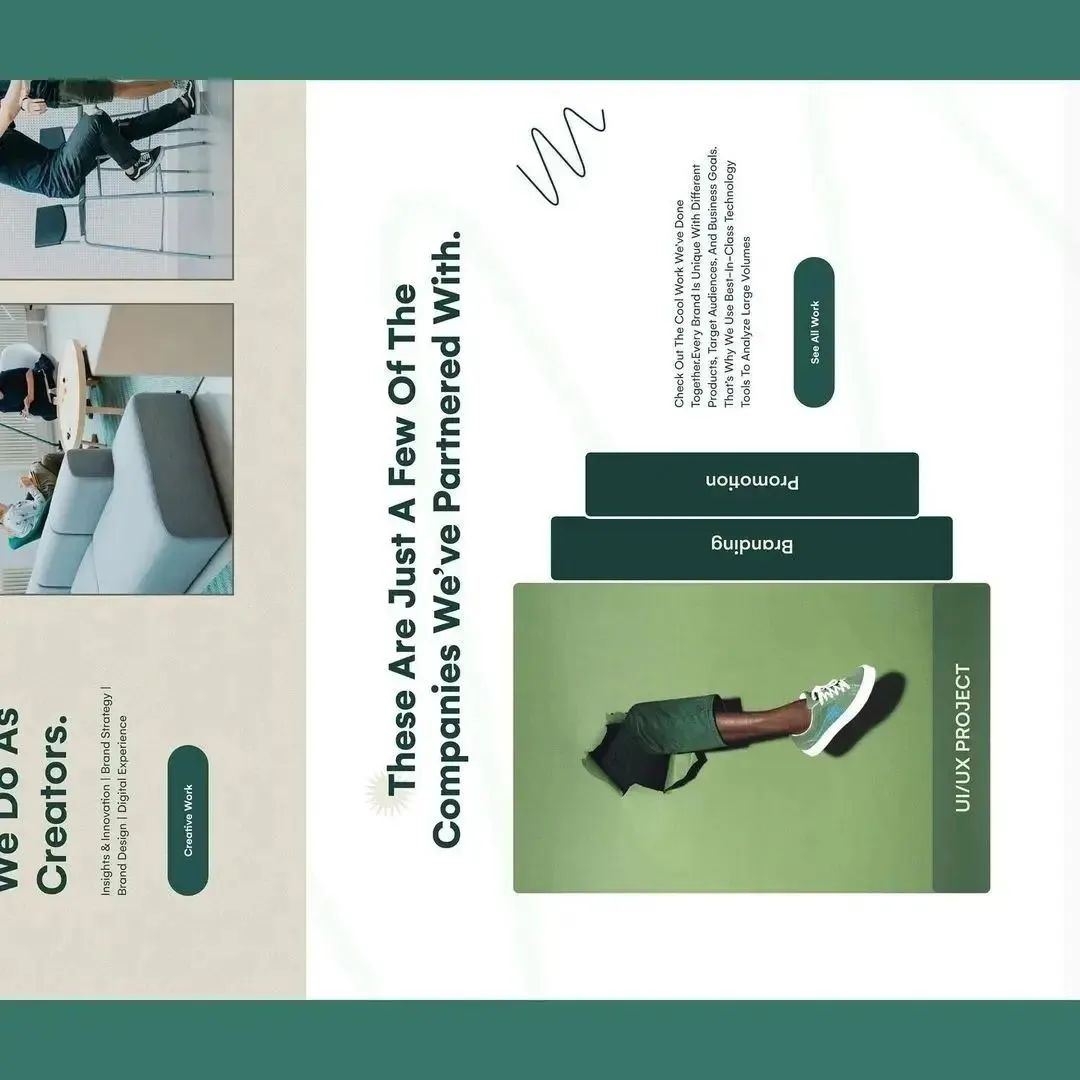 We Do As
Creators.
Insights & Innovation | Brand Strategy |
Brand Design | Digital Experience
Creative Work
These Are Just A Few Of The
Companies We've Partnered With.
UI/UX PROJECT
Branding
Promotion
Check Out The Cool Work We've Done
Together.Every Brand Is Unique With Different
Products, Target Audiences, And Business Goals.
That's Why We Use Best-In-Class Technology
Tools To Analyze Large Volumes
See All Work